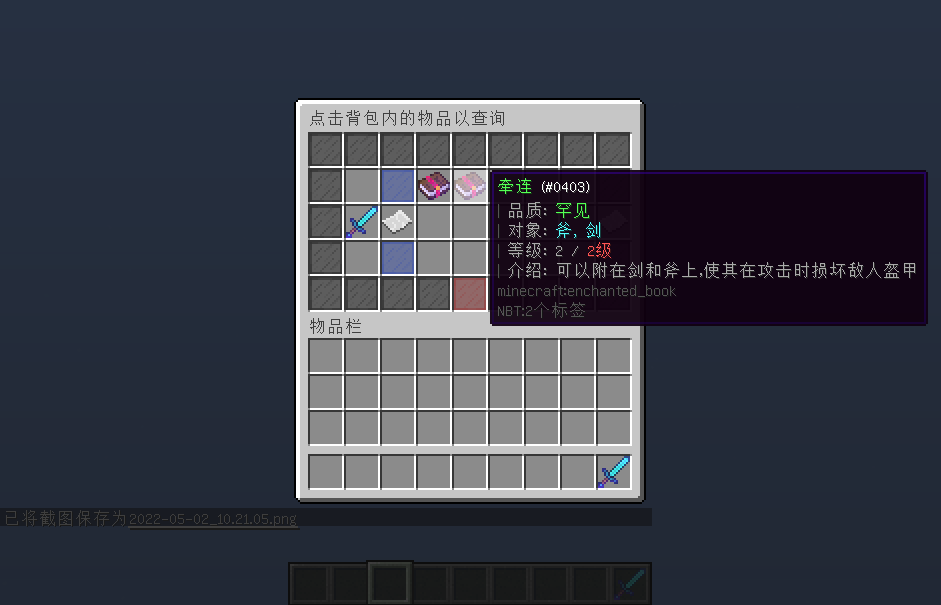 点击背包内的物品以查询
牵连 (#0403)
| 品质: 罕见
| 对象: 斧, 剑
| 等级: 2 / 2级
| 介绍: 可以附在剑和斧上,使其在攻击时损坏敌人盔甲
minecraft:enchanted_book
NBT:2个标签
物品栏
已将截图保存为2022-05-02_10.21.05.png